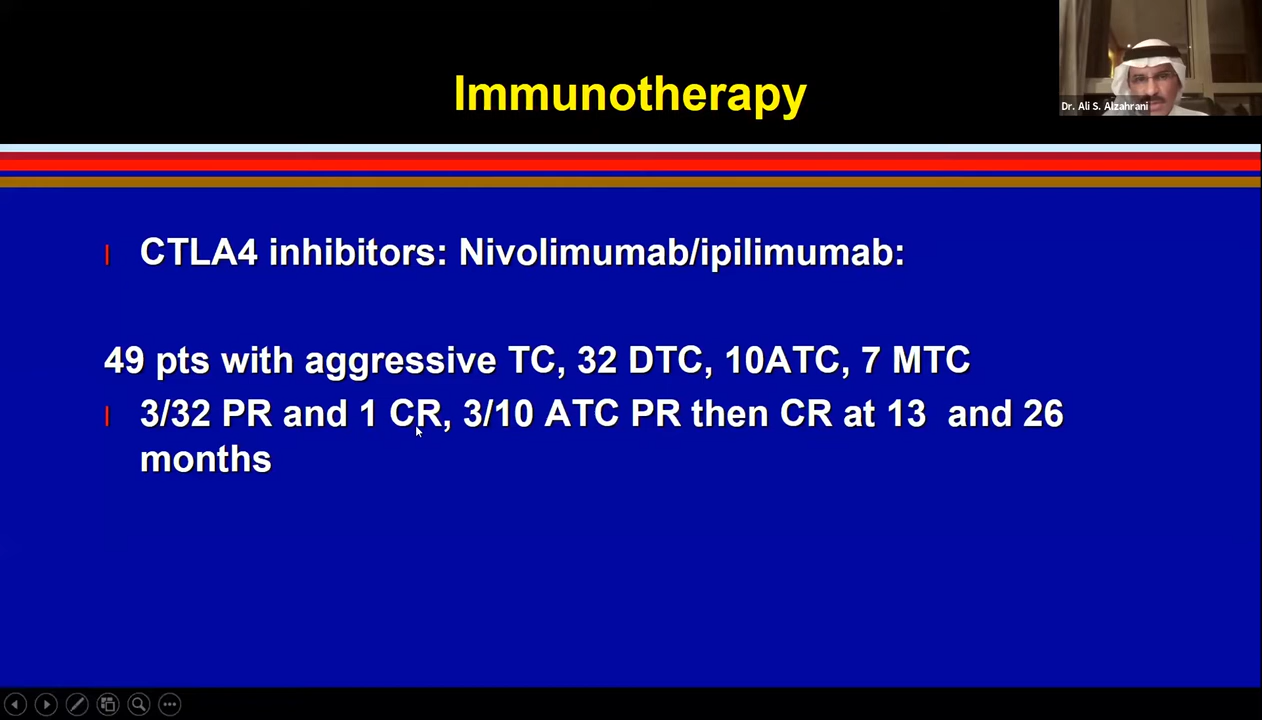 Immunotherapy
Dr. Ali S. Alzahrani
CTLA4 inhibitors: Nivolimumab/ipilimumab:
49 pts with aggressive TC, 32 DTC, 10ATC, 7 MTC
3/32 PR and 1 CR, 3/10 ATC PR then CR at 13 and 26
months